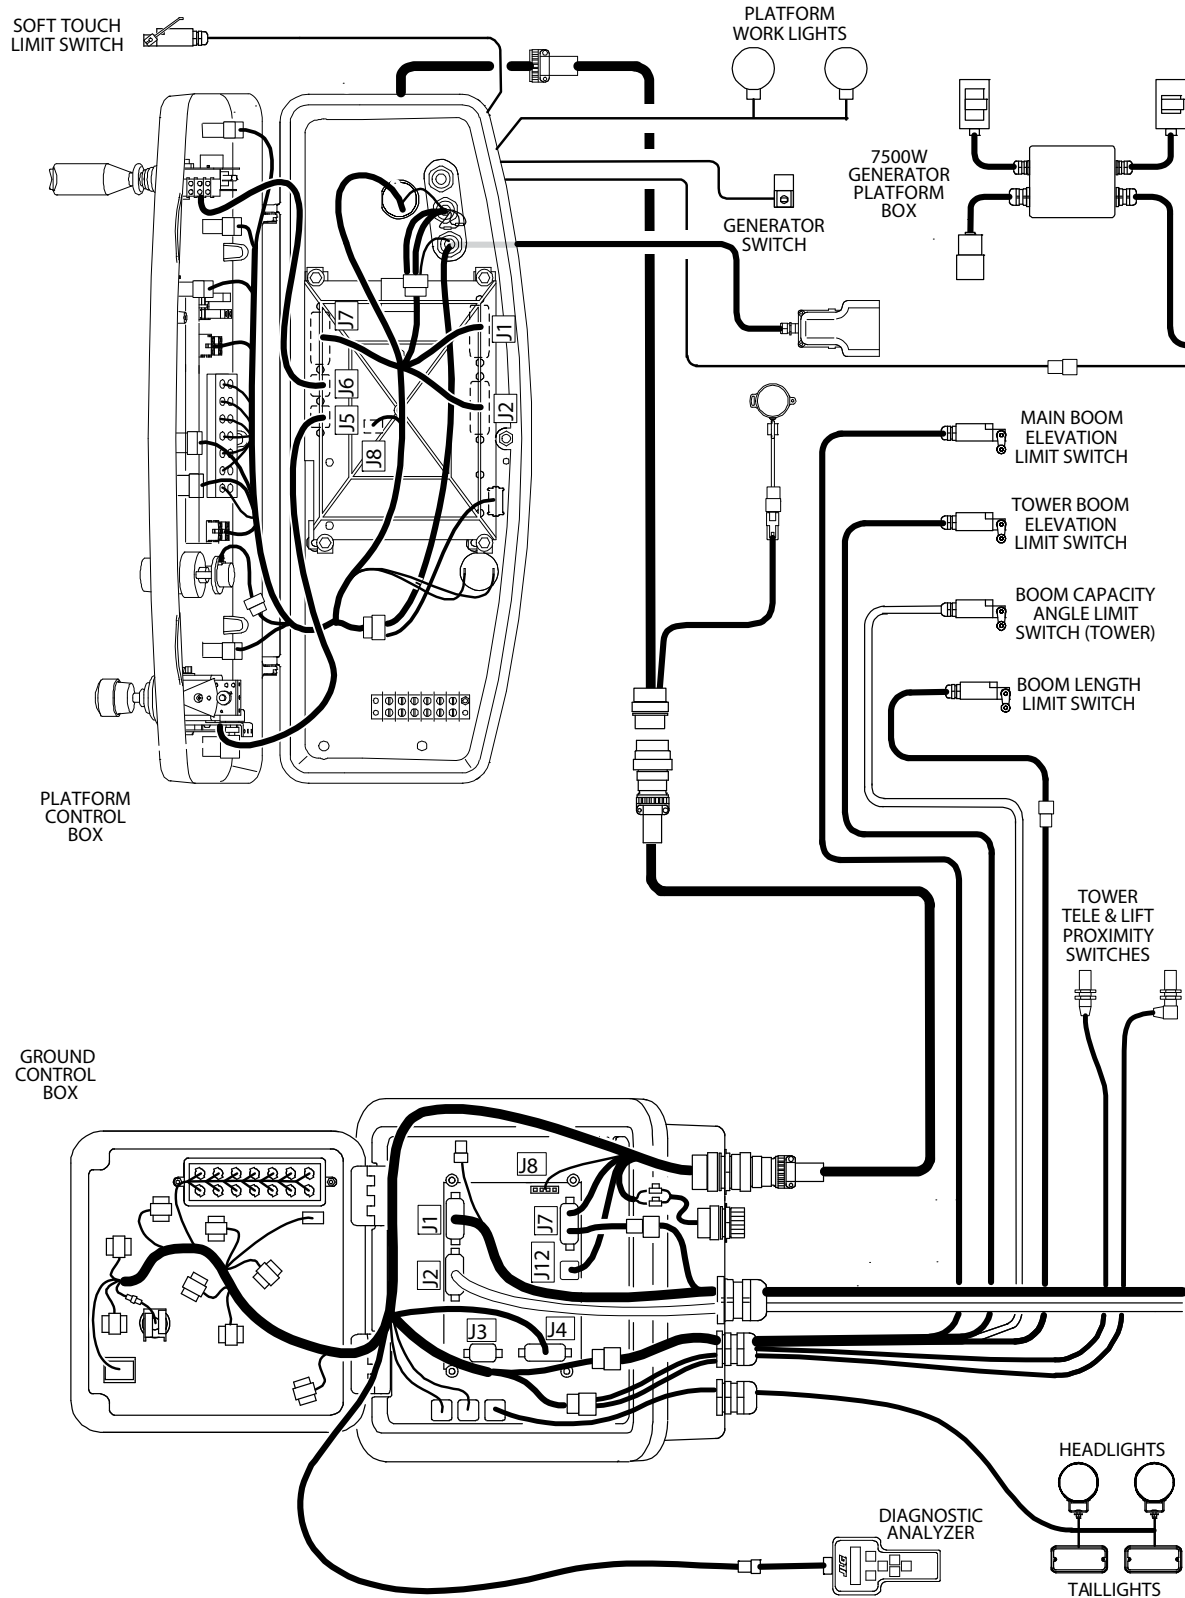 SOFT TOUCH
LIMIT SWITCH
PLATFORM
WORK LIGHTS
7500W
GENERATOR
PLATFORM
BOX
GENERATOR
SWITCH
J7
J1
J6
J5
J2
J8
MAIN BOOM
ELEVATION
LIMIT SWITCH
TOWER BOOM
ELEVATION
LIMIT SWITCH
BOOM CAPACITY
ANGLE LIMIT
SWITCH (TOWER)
BOOM LENGTH
LIMIT SWITCH
PLATFORM
CONTROL
BOX
TOWER
TELE & LIFT
PROXIMITY
SWITCHES
GROUND
CONTROL
BOX
J8
J1
J7
J2
J12
J3
J4
HEADLIGHTS
DIAGNOSTIC
ANALYZER
JLG
TAILLIGHTS